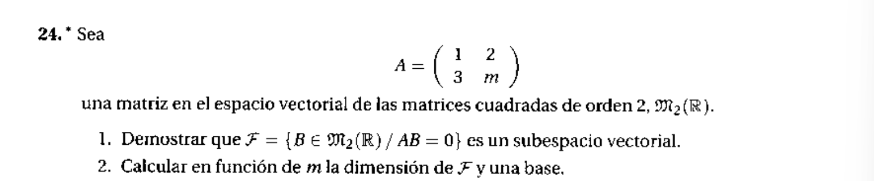 24.* Sea
A = ( 1 2
3 m )
una matriz en el espacio vectorial de las matrices cuadradas de orden 2, 𝔐₂(ℝ).
1. Demostrar que ℱ = {B ∈ 𝔐₂(ℝ) / AB = 0} es un subespacio vectorial.
2. Calcular en función de m la dimensión de ℱ y una base.